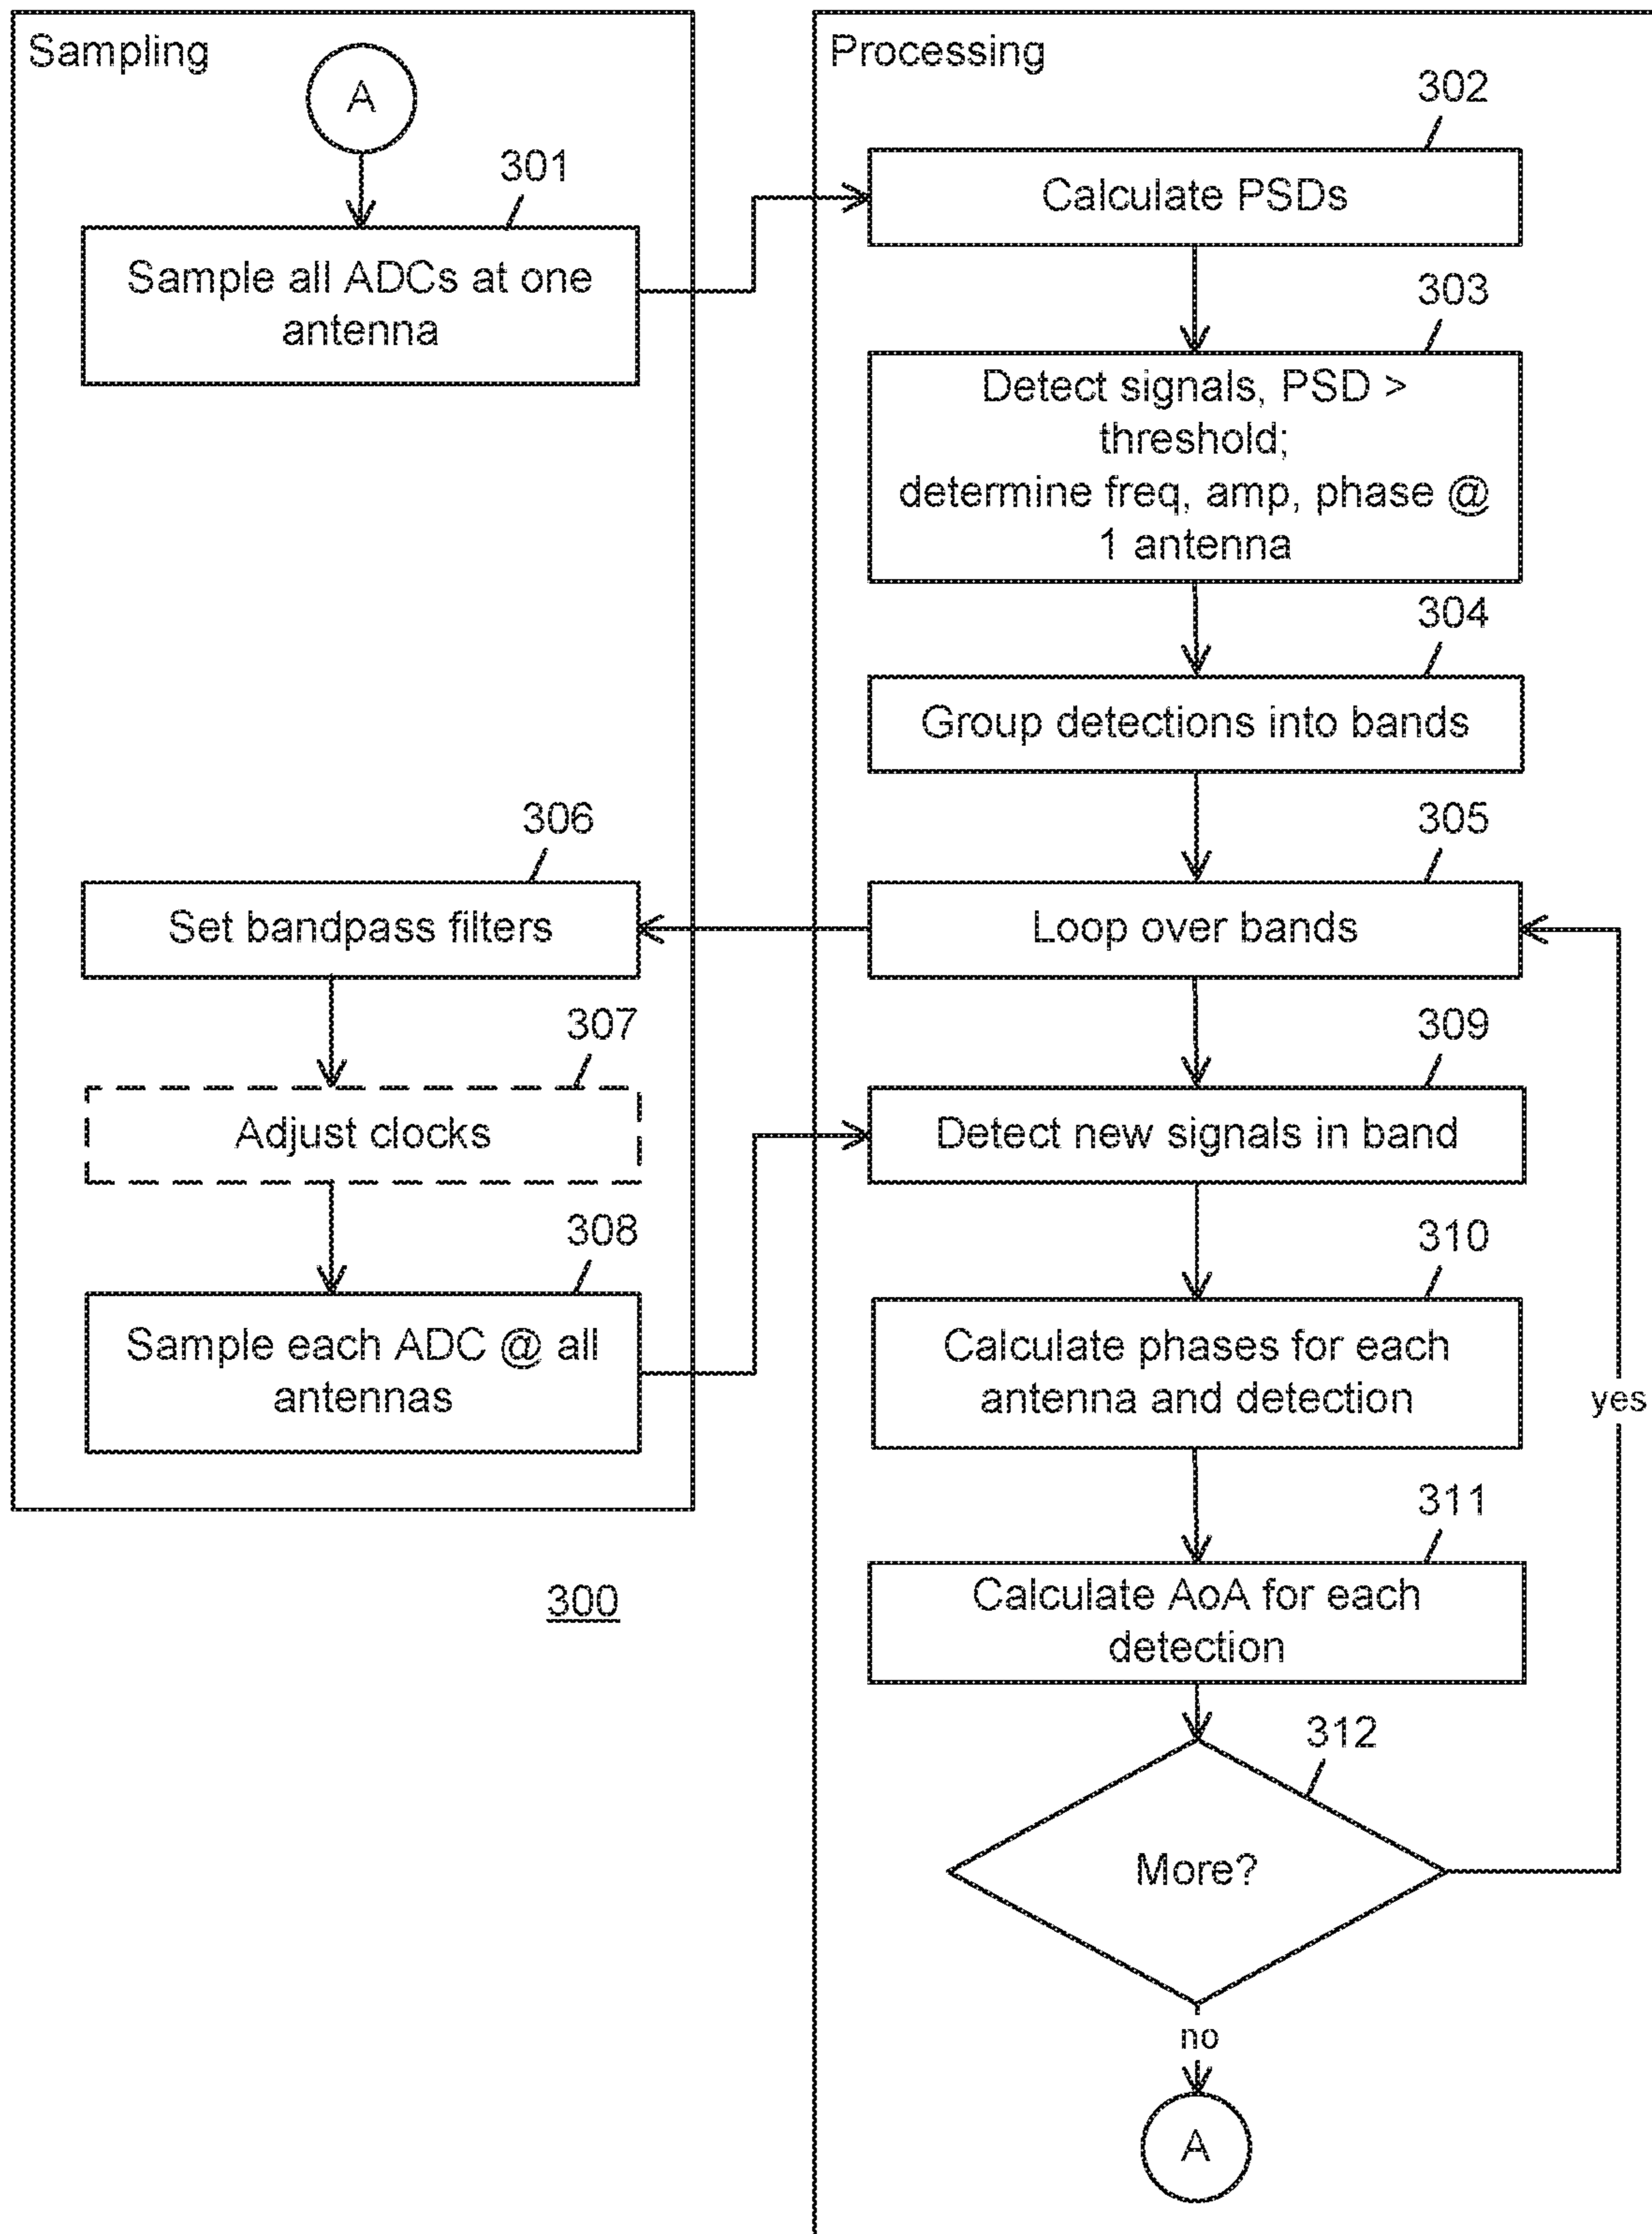 Sampling
A
301
Sample all ADCs at one
antenna
Processing
302
Calculate PSDs
303
Detect signals, PSD >
threshold;
determine freq, amp, phase @
1 antenna
304
Group detections into bands
305
Loop over bands
306
Set bandpass filters
307
Adjust clocks
308
Sample each ADC @ all
antennas
309
Detect new signals in band
310
Calculate phases for each
antenna and detection
311
Calculate AoA for each
detection
312
More?
yes
no
A
300